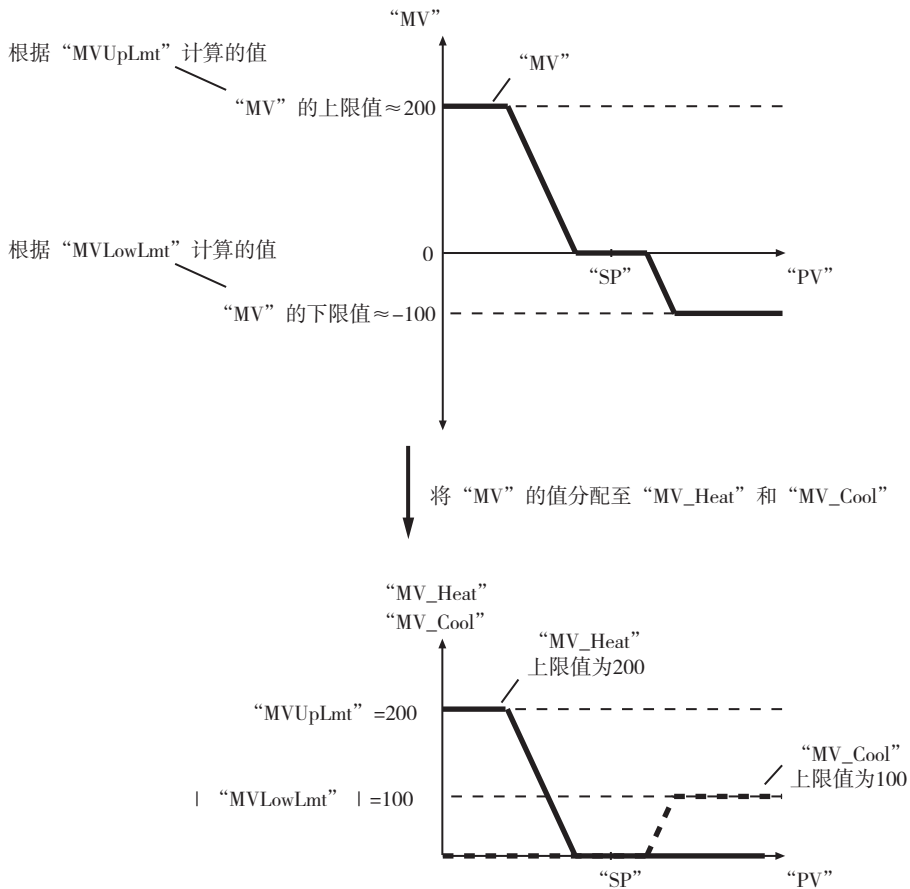 “MV”
根据“MVUpLmt”计算的值
“MV”
“MV”的上限值≈200
根据“MVLowLmt”计算的值
0
“SP”
“PV”
“MV”的下限值≈-100
将“MV”的值分配至“MV_Heat”和“MV_Cool”
“MV_Heat”
“MV_Cool”
“MV_Heat”
上限值为200
“MVUpLmt”=200
“MV_Cool”
上限值为100
| “MVLowLmt” |=100
“SP”
“PV”